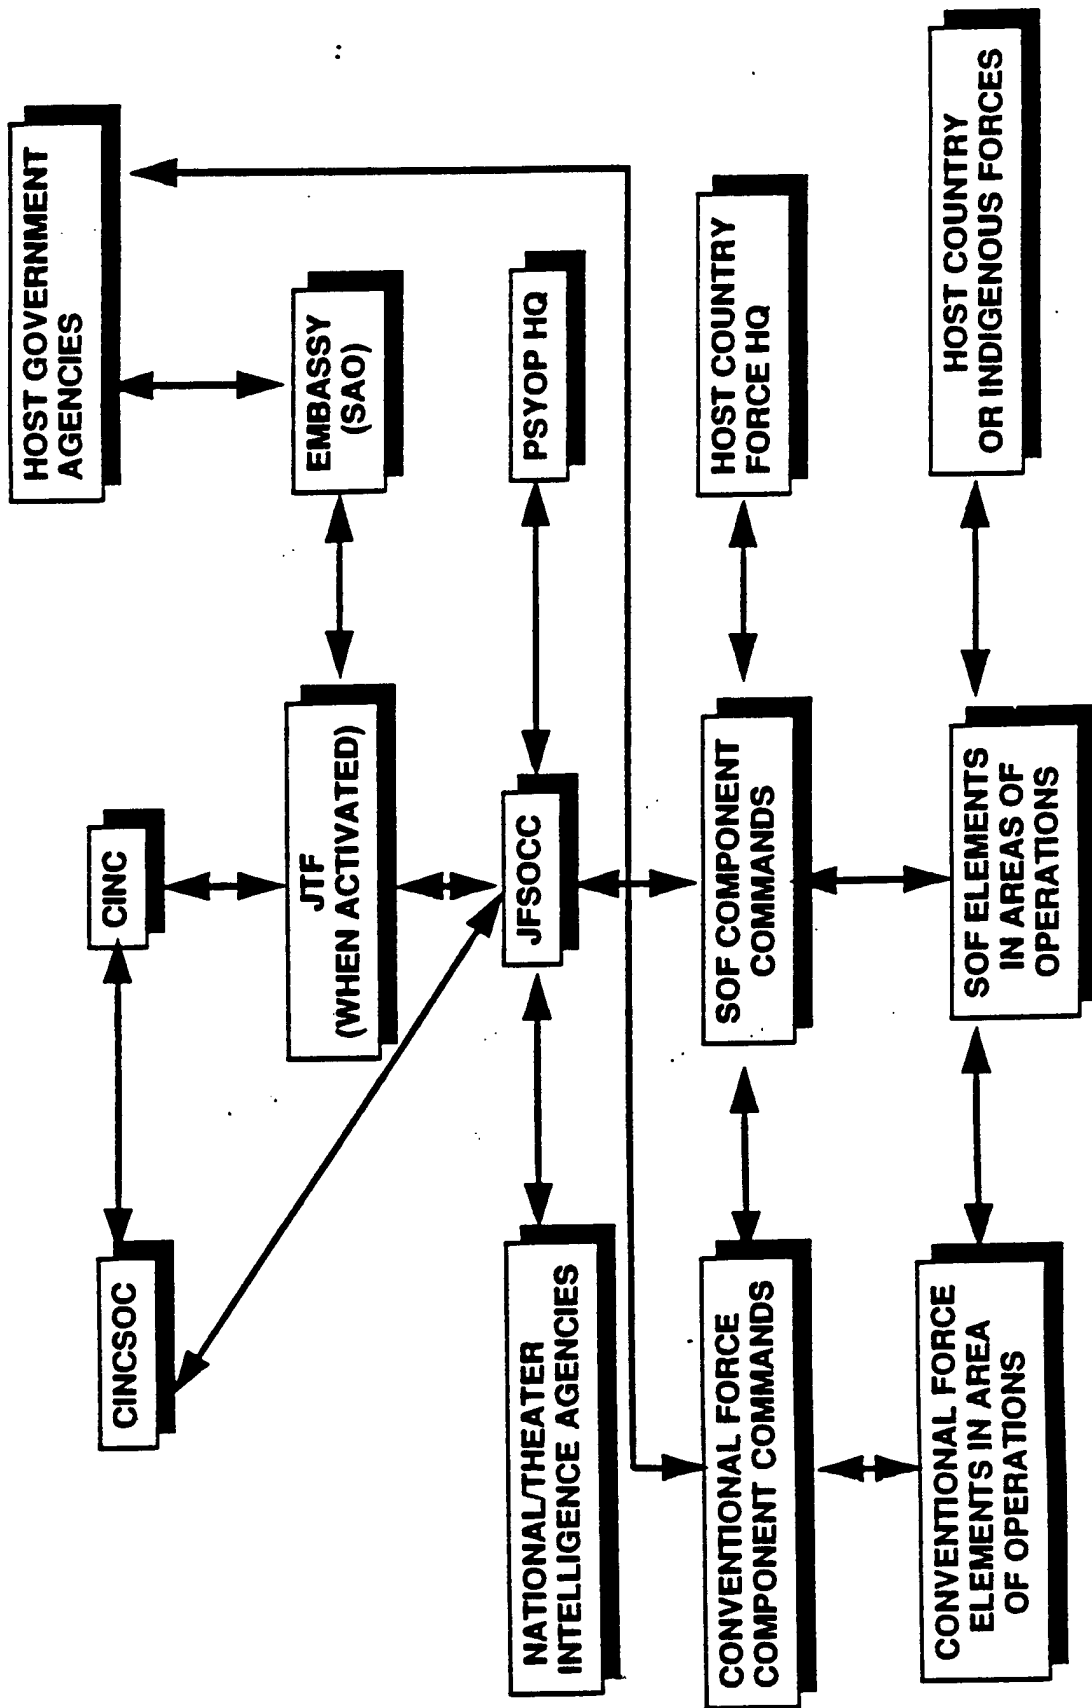 HOST GOVERNMENT
AGENCIES
CINCSOC
CINC
JTF
(WHEN ACTIVATED)
EMBASSY
(SAO)
NATIONAL/THEATER
INTELLIGENCE AGENCIES
JFSOCC
PSYOP HQ
CONVENTIONAL FORCE
COMPONENT COMMANDS
SOF COMPONENT
COMMANDS
HOST COUNTRY
FORCE HQ
CONVENTIONAL FORCE
ELEMENTS IN AREA
OF OPERATIONS
SOF ELEMENTS
IN AREAS OF
OPERATIONS
HOST COUNTRY
OR INDIGENOUS FORCES